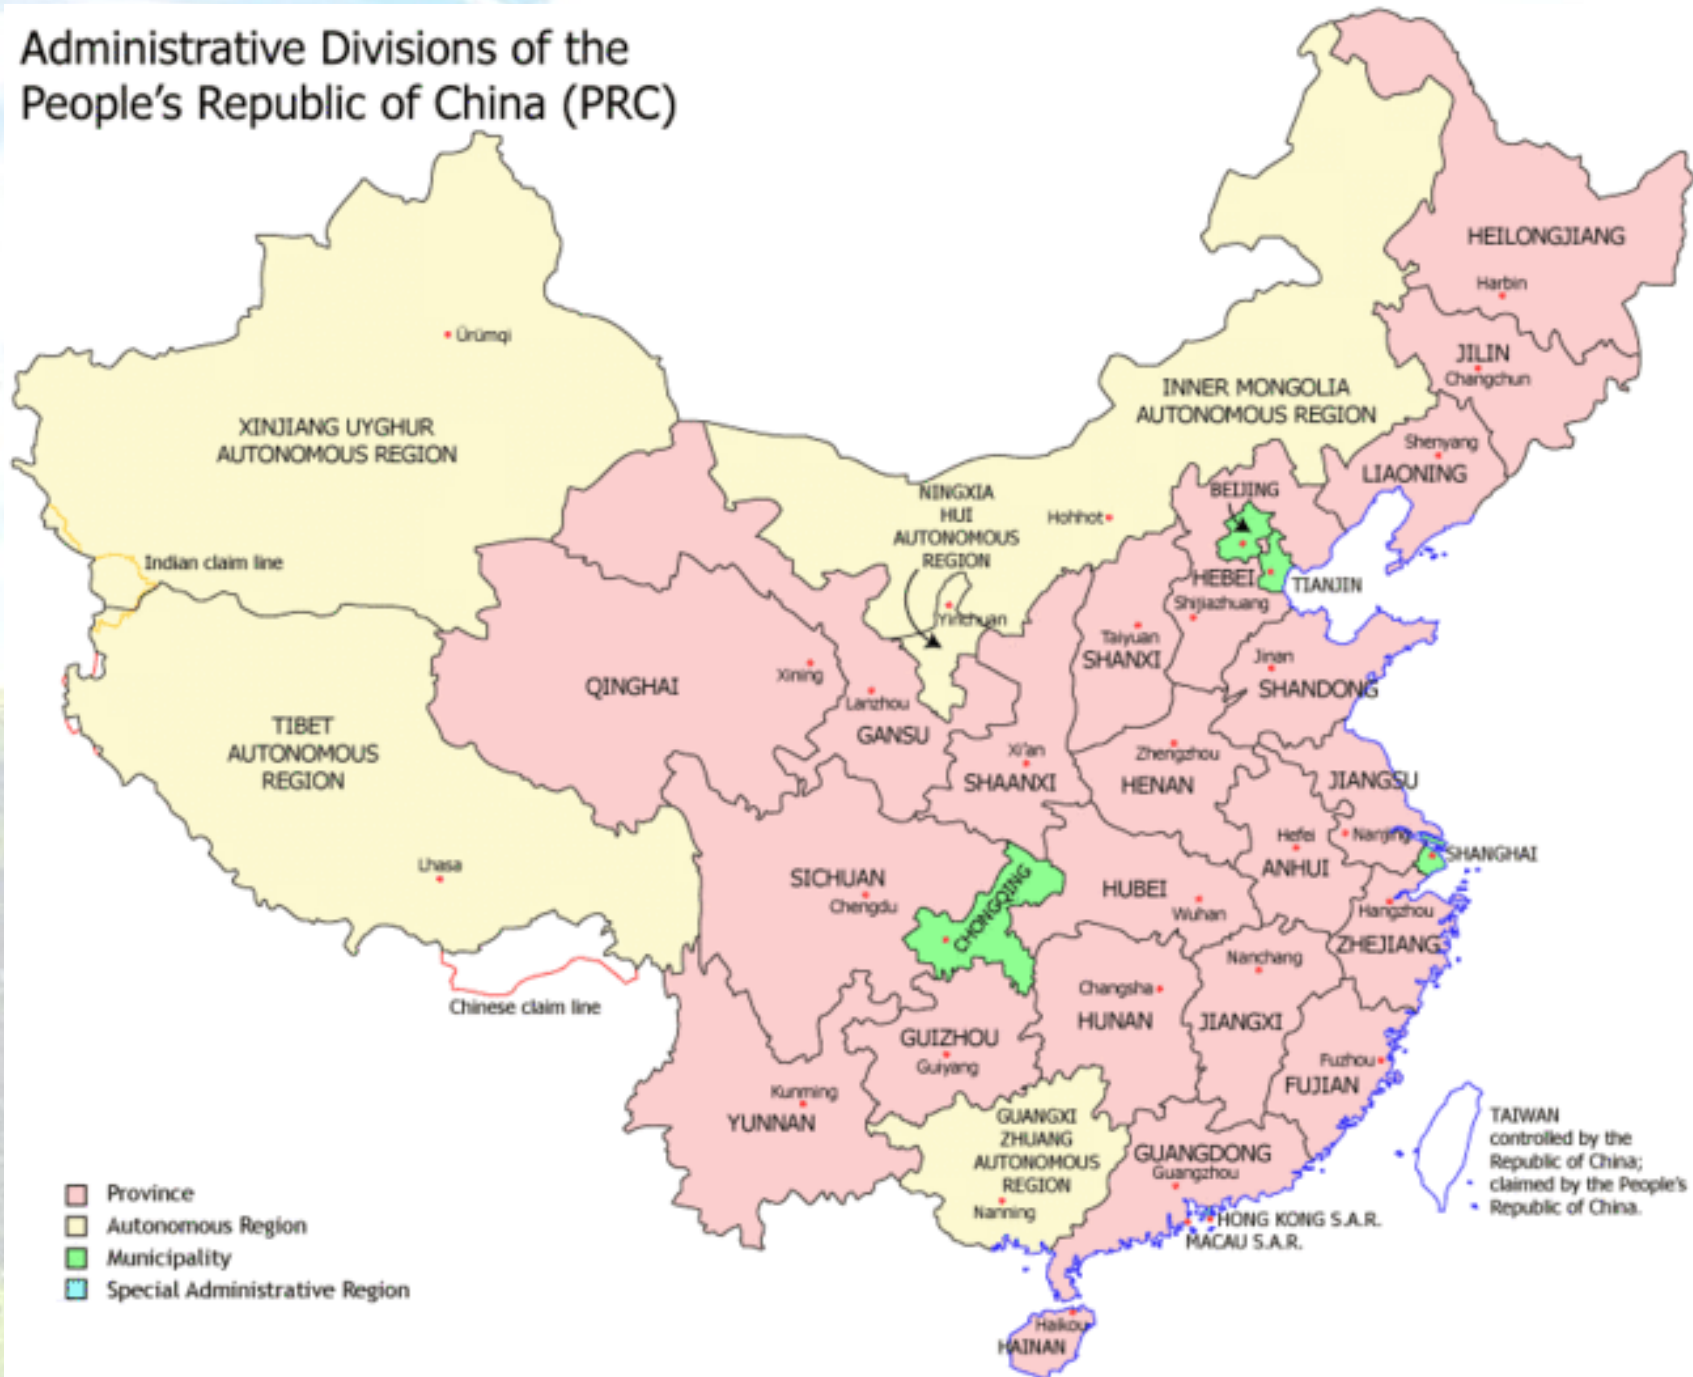 Administrative Divisions of the
People's Republic of China (PRC)
HEILONGJIANG
Harbin
Ürümqi
JILIN
Changchun
INNER MONGOLIA
AUTONOMOUS REGION
XINJIANG UYGHUR
AUTONOMOUS REGION
Shenyang
LIAONING
BEIJING
NINGXIA
HUI
AUTONOMOUS
REGION
Hohhot
Indian claim line
HEBEI
TIANJIN
Shijiazhuang
Yinchuan
Taiyuan
SHANXI
Jinan
SHANDONG
QINGHAI
Xining
Lanzhou
GANSU
TIBET
AUTONOMOUS
REGION
Xi'an
SHAANXI
Zhengzhou
HENAN
JIANGSU
Nanjing
Hefei
ANHUI
SHANGHAI
Lhasa
SICHUAN
Chengdu
CHONGQING
HUBEI
Wuhan
Hangzhou
ZHEJIANG
Nanchang
Changsha
Chinese claim line
HUNAN
JIANGXI
GUIZHOU
Guiyang
Fuzhou
FUJIAN
Kunming
YUNNAN
GUANGXI
ZHUANG
AUTONOMOUS
REGION
Nanning
GUANGDONG
Guangzhou
TAIWAN
controlled by the
Republic of China;
claimed by the People's
Republic of China.
HONG KONG S.A.R.
MACAU S.A.R.
Haikou
HAINAN
Province
Autonomous Region
Municipality
Special Administrative Region